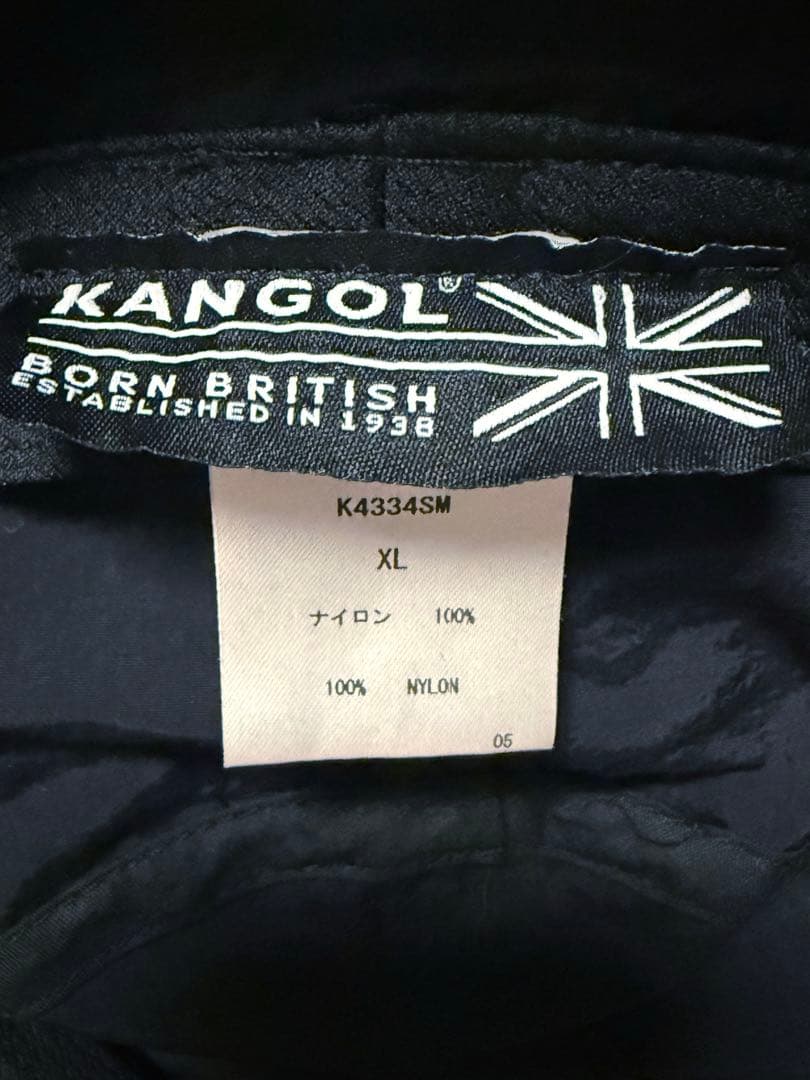 KANGOL®
BORN BRITISH
ESTABLISHED IN 1938
K4334SM
XL
ナイロン 100%
100% NYLON
05